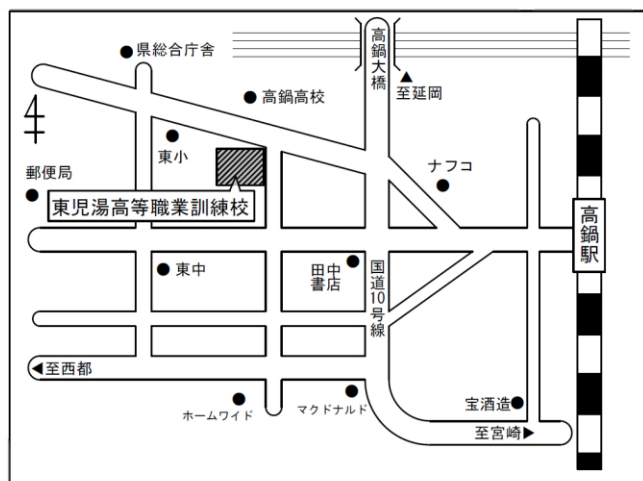 県総合庁舎
高鍋大橋
▲
至延岡
高鍋高校
東小
ナフコ
郵便局
東児湯高等職業訓練校
高鍋駅
東中
田中
書店
国道10号線
◀至西都
ホームワイド
マクドナルド
宝酒造
至宮崎▶